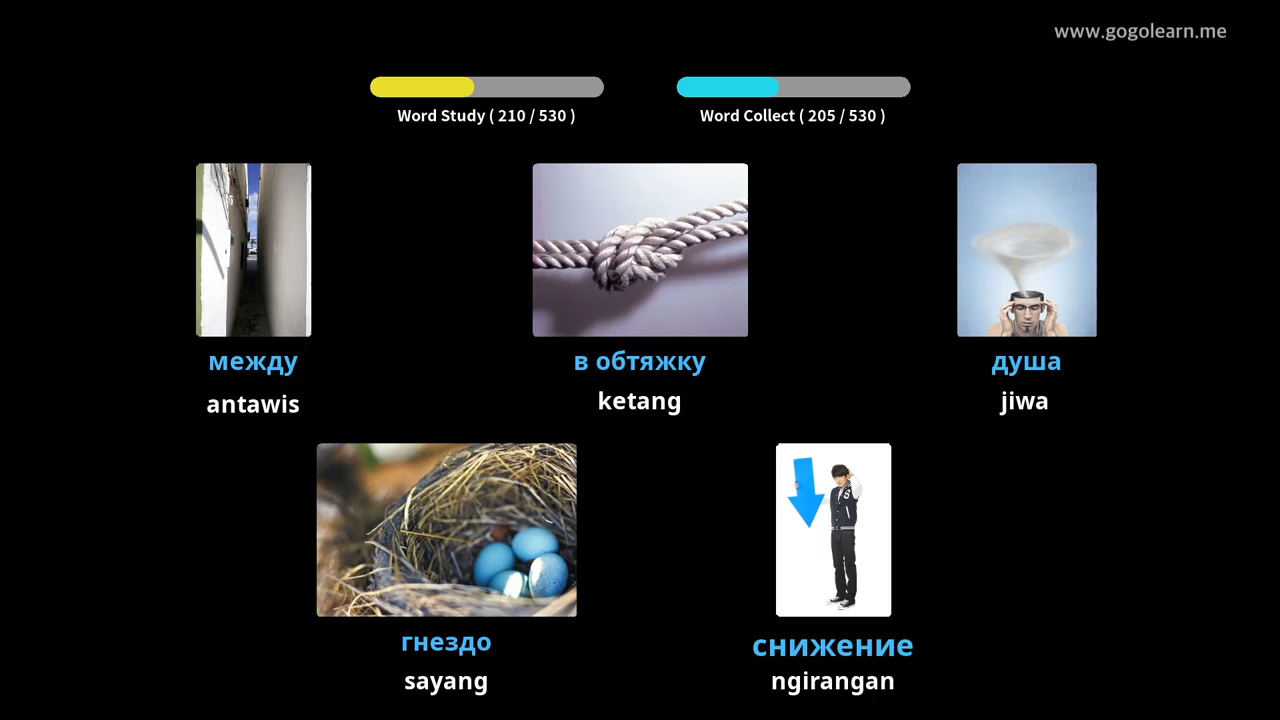 www.gogolearn.me
Word Study ( 210 / 530 )
Word Collect ( 205 / 530 )
между
antawis
в обтяжку
ketang
душа
jiwa
гнездо
sayang
снижение
ngirangan